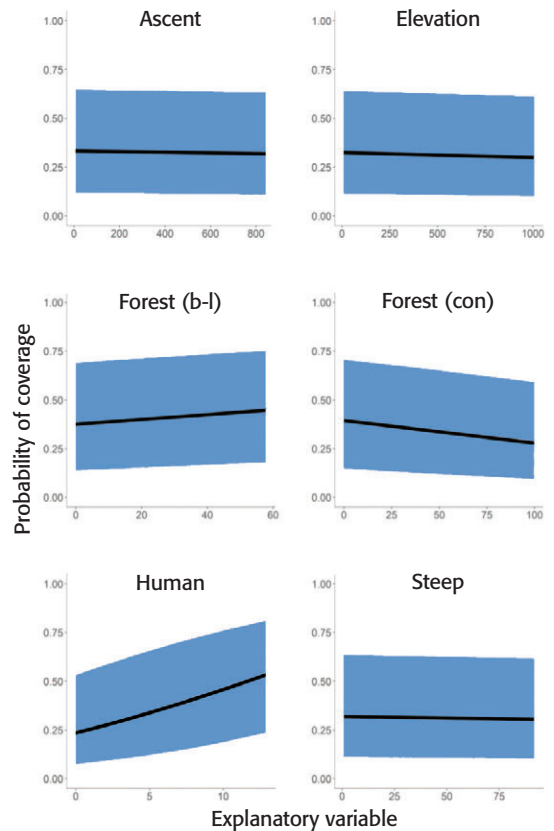 Ascent
Elevation
1.00
0.75
0.50
0.25
0.00
0 200 400 600 800
1.00
0.75
0.50
0.25
0.00
0 250 500 750 1000
Forest (b-l)
Forest (con)
1.00
0.75
0.50
0.25
0.00
0 20 40 60
1.00
0.75
0.50
0.25
0.00
0 25 50 75 100
Probability of coverage
Human
Steep
1.00
0.75
0.50
0.25
0.00
0 5 10
1.00
0.75
0.50
0.25
0.00
0 25 50 75
Explanatory variable